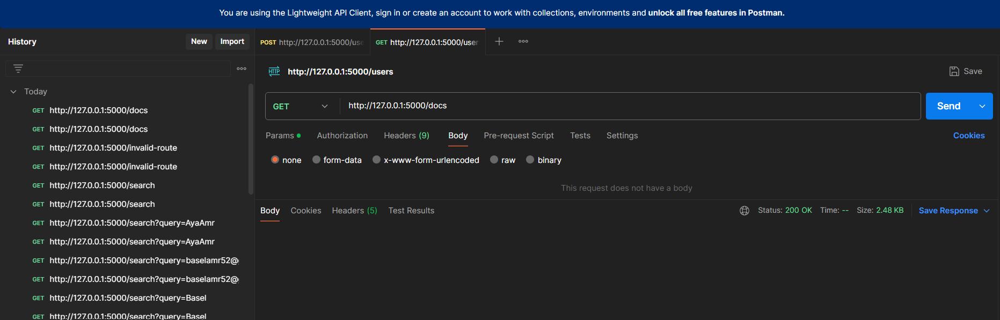 You are using the Lightweight API Client, sign in or create an account to work with collections, environments and unlock all free features in Postman.
History
New
Import
POST http://127.0.0.1:5000/use
GET http://127.0.0.1:5000/user
HTTP http://127.0.0.1:5000/users
Save
Today
GET http://127.0.0.1:5000/docs
GET http://127.0.0.1:5000/docs
GET http://127.0.0.1:5000/invalid-route
GET http://127.0.0.1:5000/invalid-route
GET http://127.0.0.1:5000/search
GET http://127.0.0.1:5000/search
GET http://127.0.0.1:5000/search?query=AyaAmr
GET http://127.0.0.1:5000/search?query=AyaAmr
GET http://127.0.0.1:5000/search?query=baselamr52@
GET http://127.0.0.1:5000/search?query=baselamr52@
GET http://127.0.0.1:5000/search?query=Basel
GET http://127.0.0.1:5000/search?query=Basel
GET http://127.0.0.1:5000/docs
Send
Params Authorization Headers (9) Body Pre-request Script Tests Settings Cookies
none form-data x-www-form-urlencoded raw binary
This request does not have a body
Body Cookies Headers (5) Test Results Status: 200 OK Time: -- Size: 2.48 KB Save Response